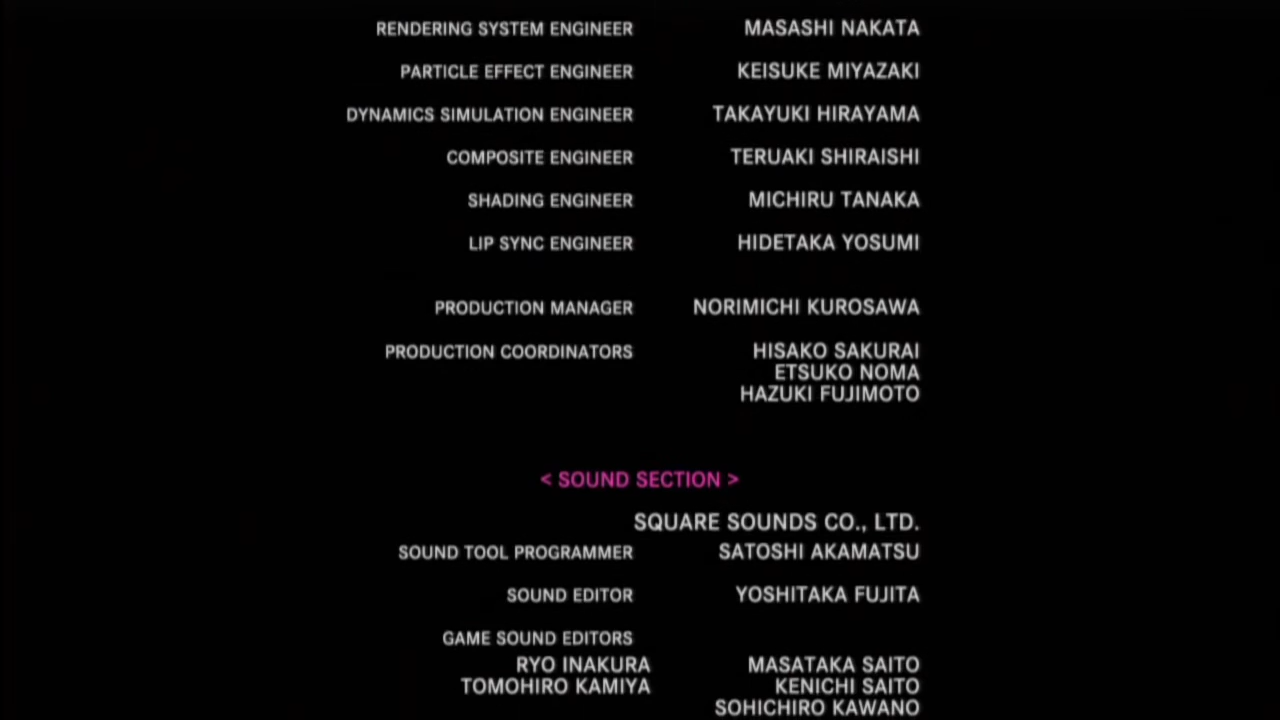 RENDERING SYSTEM ENGINEER MASASHI NAKATA
PARTICLE EFFECT ENGINEER KEISUKE MIYAZAKI
DYNAMICS SIMULATION ENGINEER TAKAYUKI HIRAYAMA
COMPOSITE ENGINEER TERUAKI SHIRAISHI
SHADING ENGINEER MICHIRU TANAKA
LIP SYNC ENGINEER HIDETAKA YOSUMI
PRODUCTION MANAGER NORIMICHI KUROSAWA
PRODUCTION COORDINATORS HISAKO SAKURAI
ETSUKO NOMA
HAZUKI FUJIMOTO
< SOUND SECTION >
SQUARE SOUNDS CO., LTD.
SOUND TOOL PROGRAMMER SATOSHI AKAMATSU
SOUND EDITOR YOSHITAKA FUJITA
GAME SOUND EDITORS
RYO INAKURA MASATAKA SAITO
TOMOHIRO KAMIYA KENICHI SAITO
SOHICHIRO KAWANO